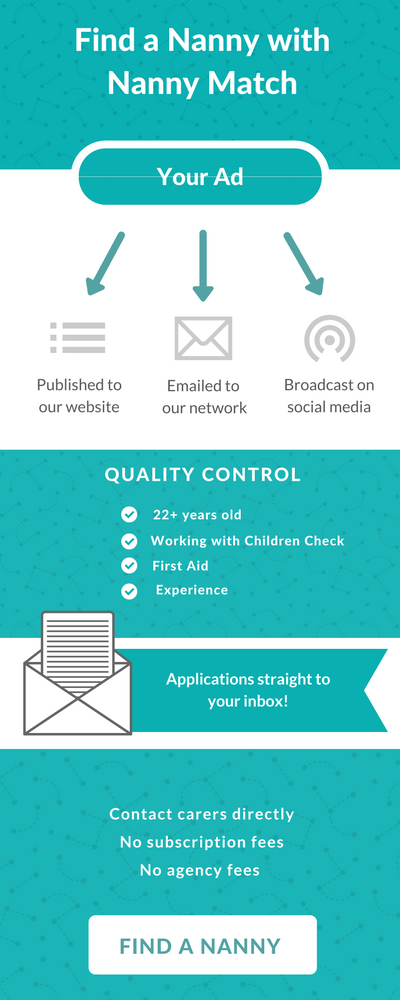 Find a Nanny with
Nanny Match
Your Ad
Published to
our website
Emailed to
our network
Broadcast on
social media
QUALITY CONTROL
22+ years old
Working with Children Check
First Aid
Experience
Applications straight to
your inbox!
Contact carers directly
No subscription fees
No agency fees
FIND A NANNY